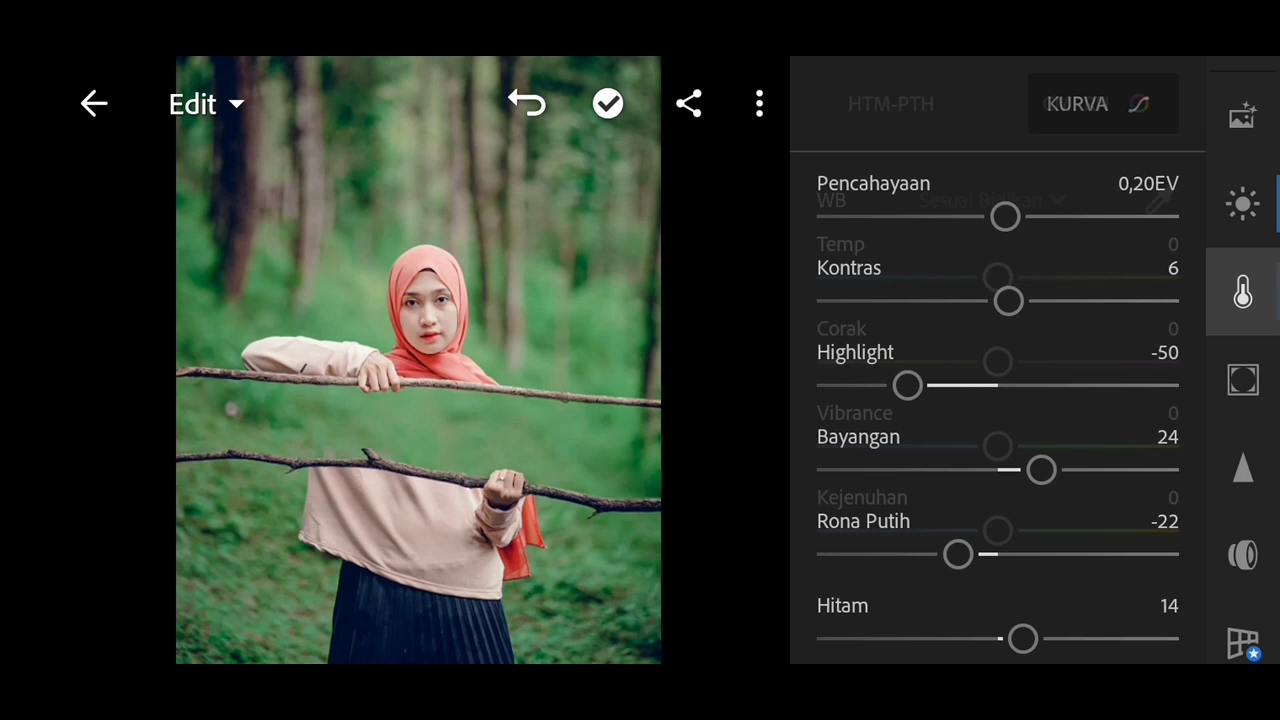 Edit
HTM-PTH
KURVA
Pencahayaan 0,20EV
WB
Temp 0
Kontras 6
Corak 0
Highlight -50
Vibrance 0
Bayangan 24
Kejenuhan 0
Rona Putih -22
Hitam 14